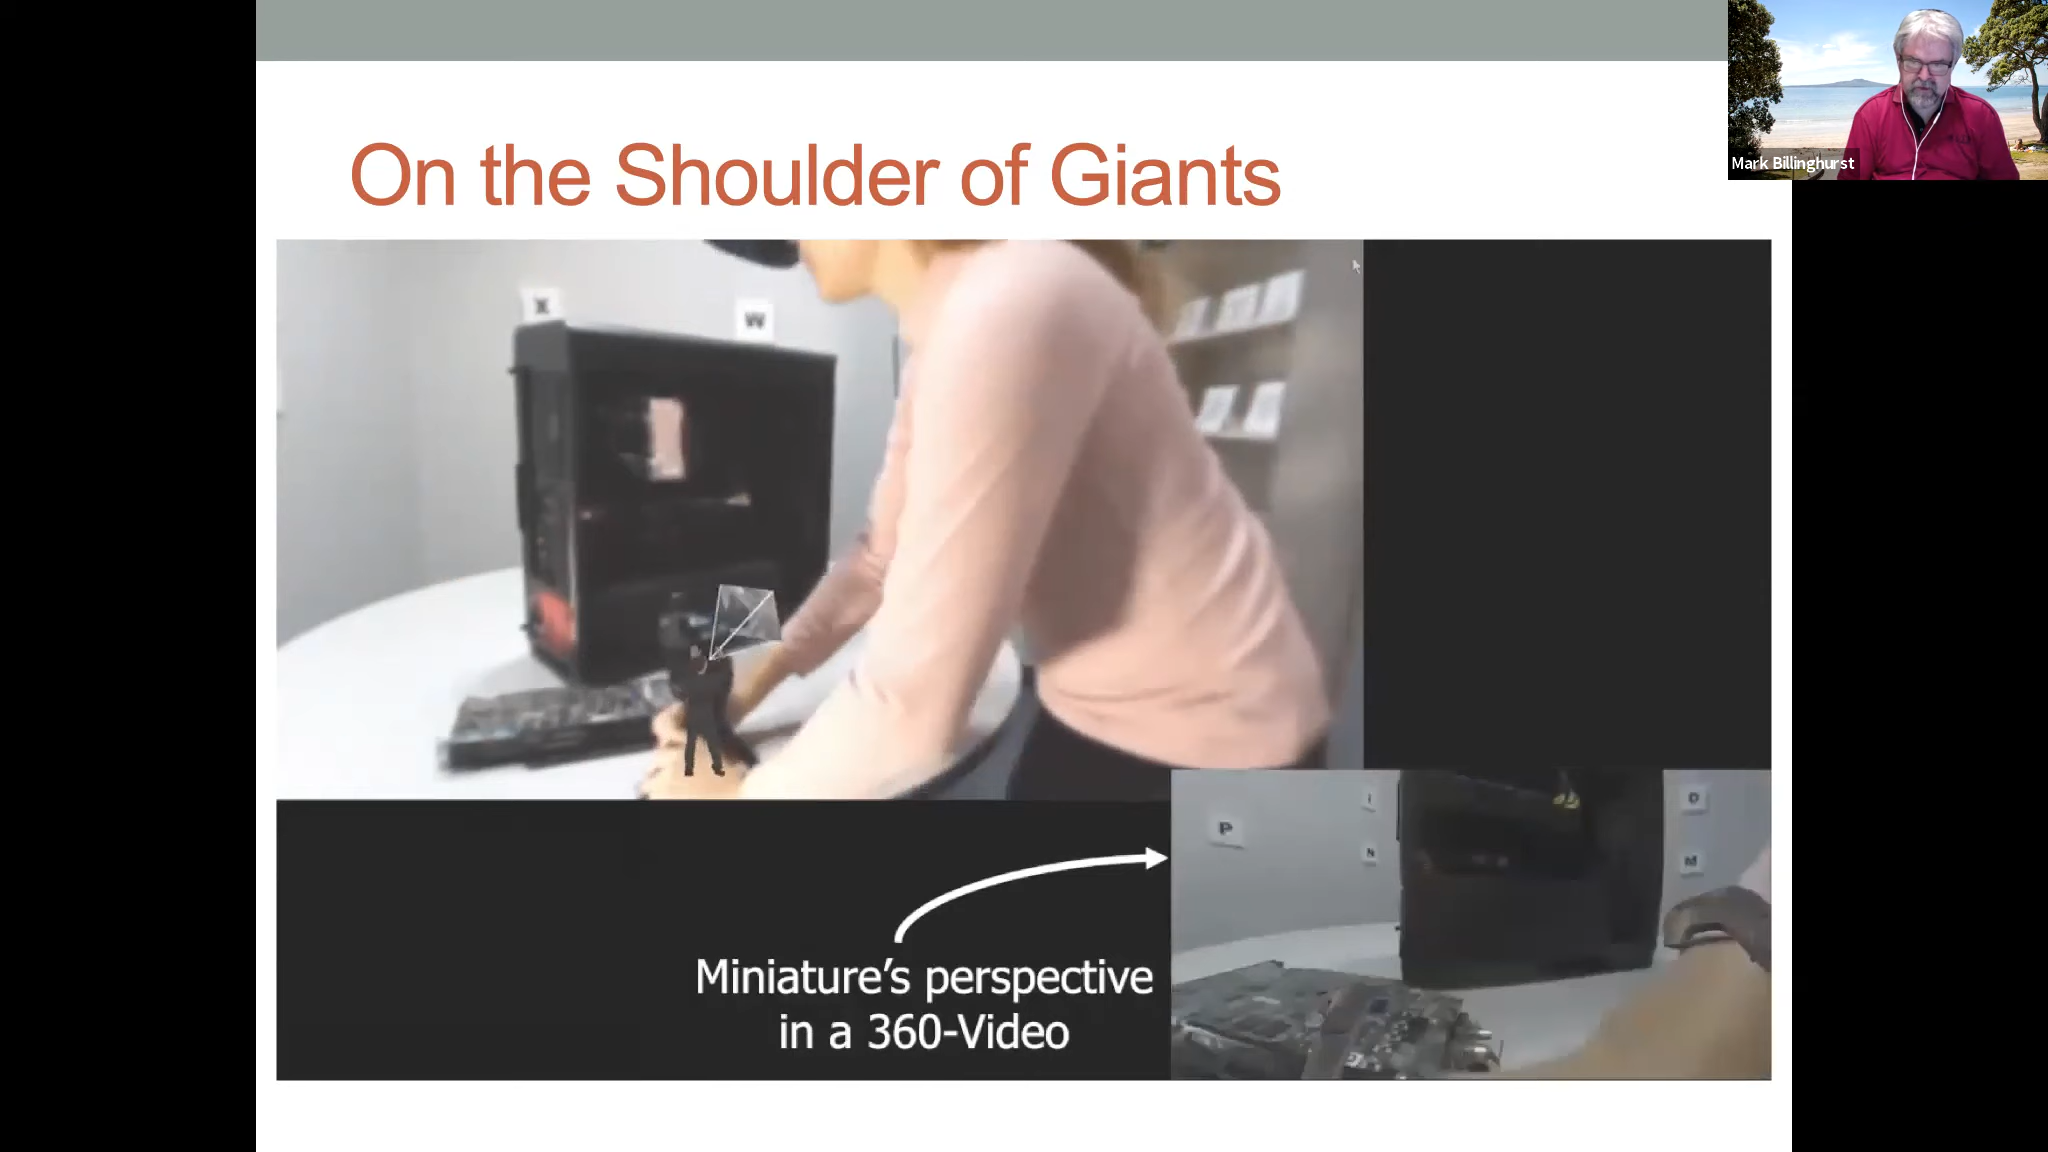 On the Shoulder of Giants
Mark Billinghurst
X
W
P
I
N
O
M
Miniature's perspective
in a 360-Video